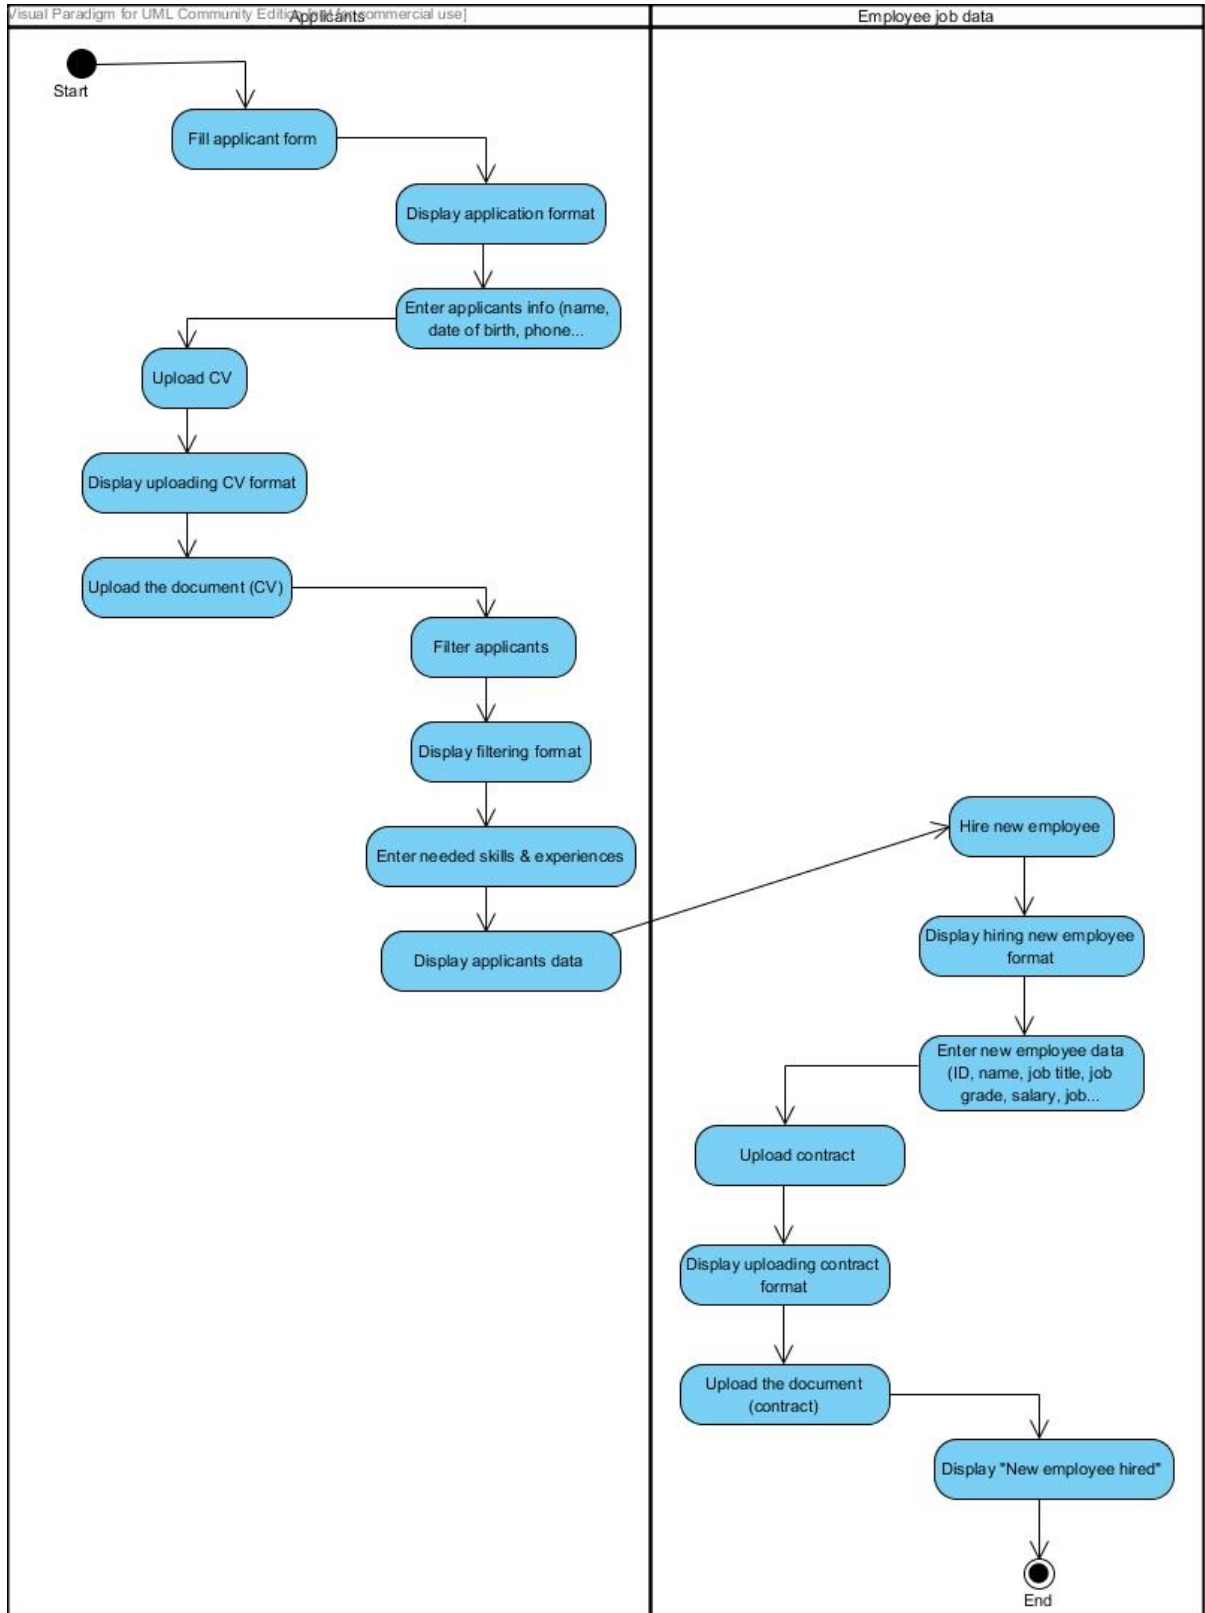 Visual Paradigm for UML Community Edition [not for commercial use]
Applicants
Employee job data
Start
Fill applicant form
Display application format
Enter applicants info (name,
date of birth, phone...
Upload CV
Display uploading CV format
Upload the document (CV)
Filter applicants
Display filtering format
Enter needed skills & experiences
Display applicants data
Hire new employee
Display hiring new employee
format
Enter new employee data
(ID, name, job title, job
grade, salary, job...
Upload contract
Display uploading contract
format
Upload the document
(contract)
Display "New employee hired"
End